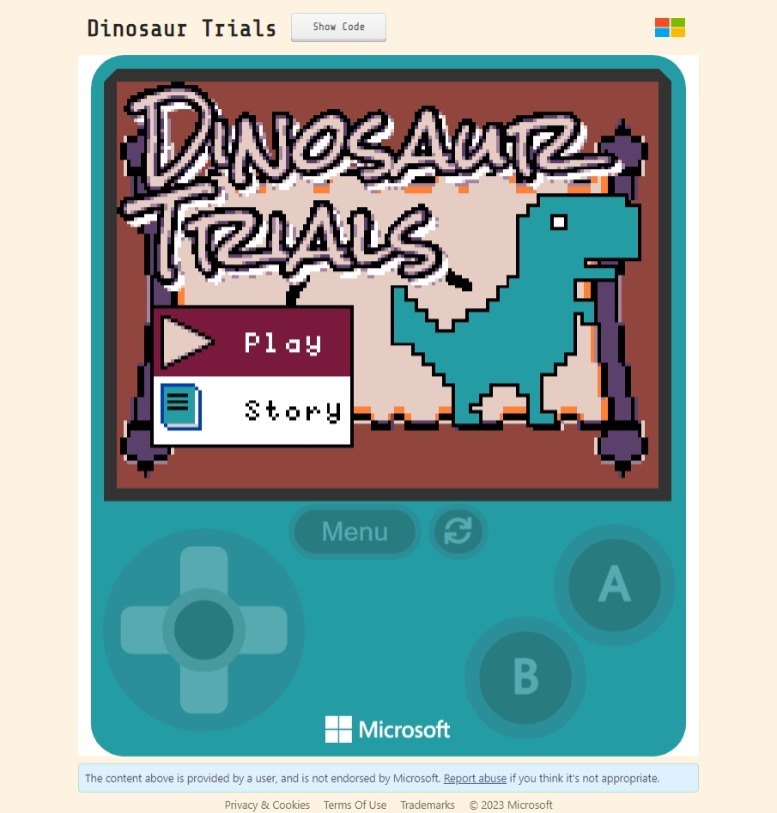 Dinosaur Trials
Show Code
DINOSAUR
TRIALS
Play
Story
Menu
A
B
Microsoft
The content above is provided by a user, and is not endorsed by Microsoft. Report abuse if you think it's not appropriate.
Privacy & Cookies Terms Of Use Trademarks © 2023 Microsoft